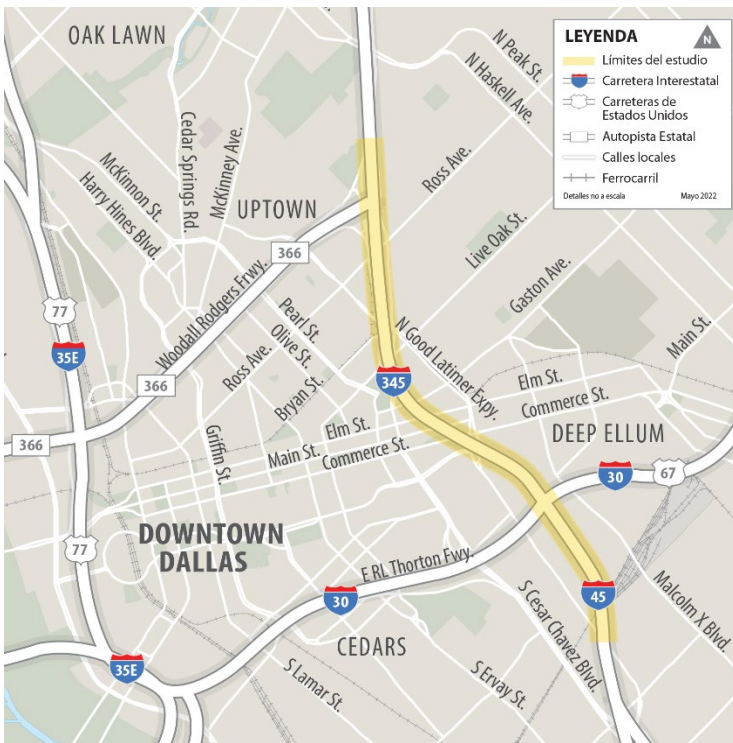 OAK LAWN
N Peak St.
N Haskell Ave.
LEYENDA
N
Límites del estudio
Carretera Interestatal
Carreteras de
Estados Unidos
Autopista Estatal
Calles locales
Ferrocarril
Detalles no a escala
Mayo 2022
Cedar Springs Rd.
McKinney Ave.
McKinnon St.
Harry Hines Blvd.
Ross Ave.
UPTOWN
366
Live Oak St.
Gaston Ave.
77
35E
Woodall Rodgers Frwy.
Pearl St.
Olive St.
Ross Ave.
Bryan St.
N Good Latimer Expy.
Main St.
366
345
Elm St.
Commerce St.
366
Griffin St.
Elm St.
Main St.
Commerce St.
DEEP ELLUM
30
67
DOWNTOWN
DALLAS
77
E RL Thorton Fwy.
30
45
CEDARS
S Cesar Chavez Blvd.
Malcolm X Blvd.
35E
S Lamar St.
S Ervay St.